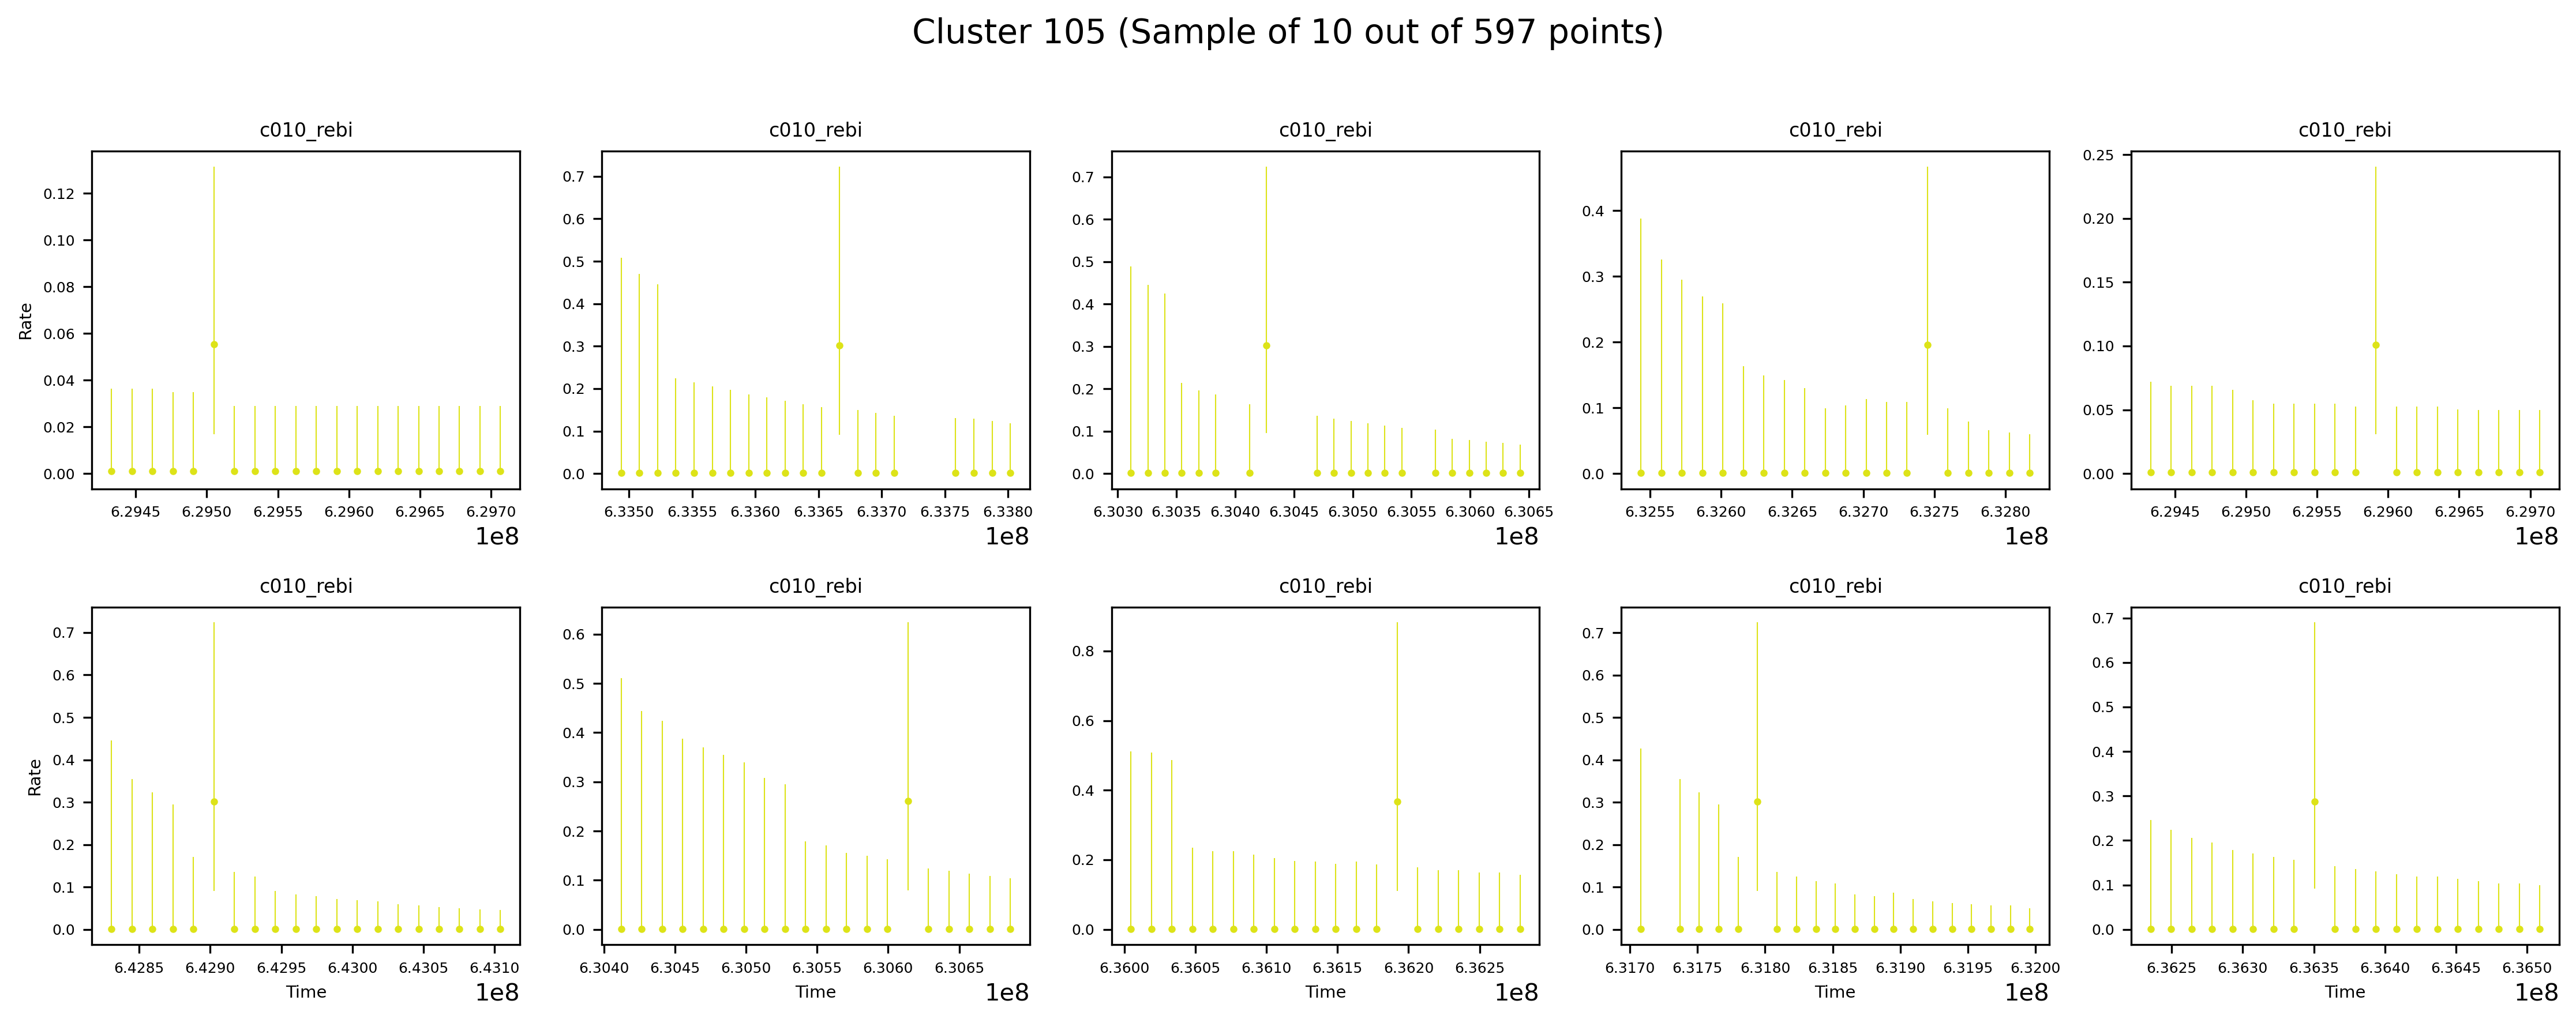 Cluster 105 (Sample of 10 out of 597 points)
c010_rebi c010_rebi c010_rebi c010_rebi c010_rebi
Rate
0.12 0.10 0.08 0.06 0.04 0.02 0.00
6.2945 6.2950 6.2955 6.2960 6.2965 6.2970
1e8
0.7 0.6 0.5 0.4 0.3 0.2 0.1 0.0
6.3350 6.3355 6.3360 6.3365 6.3370 6.3375 6.3380
1e8
0.7 0.6 0.5 0.4 0.3 0.2 0.1 0.0
6.3030 6.3035 6.3040 6.3045 6.3050 6.3055 6.3060 6.3065
1e8
0.4 0.3 0.2 0.1 0.0
6.3255 6.3260 6.3265 6.3270 6.3275 6.3280
1e8
0.25 0.20 0.15 0.10 0.05 0.00
6.2945 6.2950 6.2955 6.2960 6.2965 6.2970
1e8
c010_rebi c010_rebi c010_rebi c010_rebi c010_rebi
Rate
0.7 0.6 0.5 0.4 0.3 0.2 0.1 0.0
6.4285 6.4290 6.4295 6.4300 6.4305 6.4310
Time 1e8
0.6 0.5 0.4 0.3 0.2 0.1 0.0
6.3040 6.3045 6.3050 6.3055 6.3060 6.3065
Time 1e8
0.8 0.6 0.4 0.2 0.0
6.3600 6.3605 6.3610 6.3615 6.3620 6.3625
Time 1e8
0.7 0.6 0.5 0.4 0.3 0.2 0.1 0.0
6.3170 6.3175 6.3180 6.3185 6.3190 6.3195 6.3200
Time 1e8
0.7 0.6 0.5 0.4 0.3 0.2 0.1 0.0
6.3625 6.3630 6.3635 6.3640 6.3645 6.3650
Time 1e8